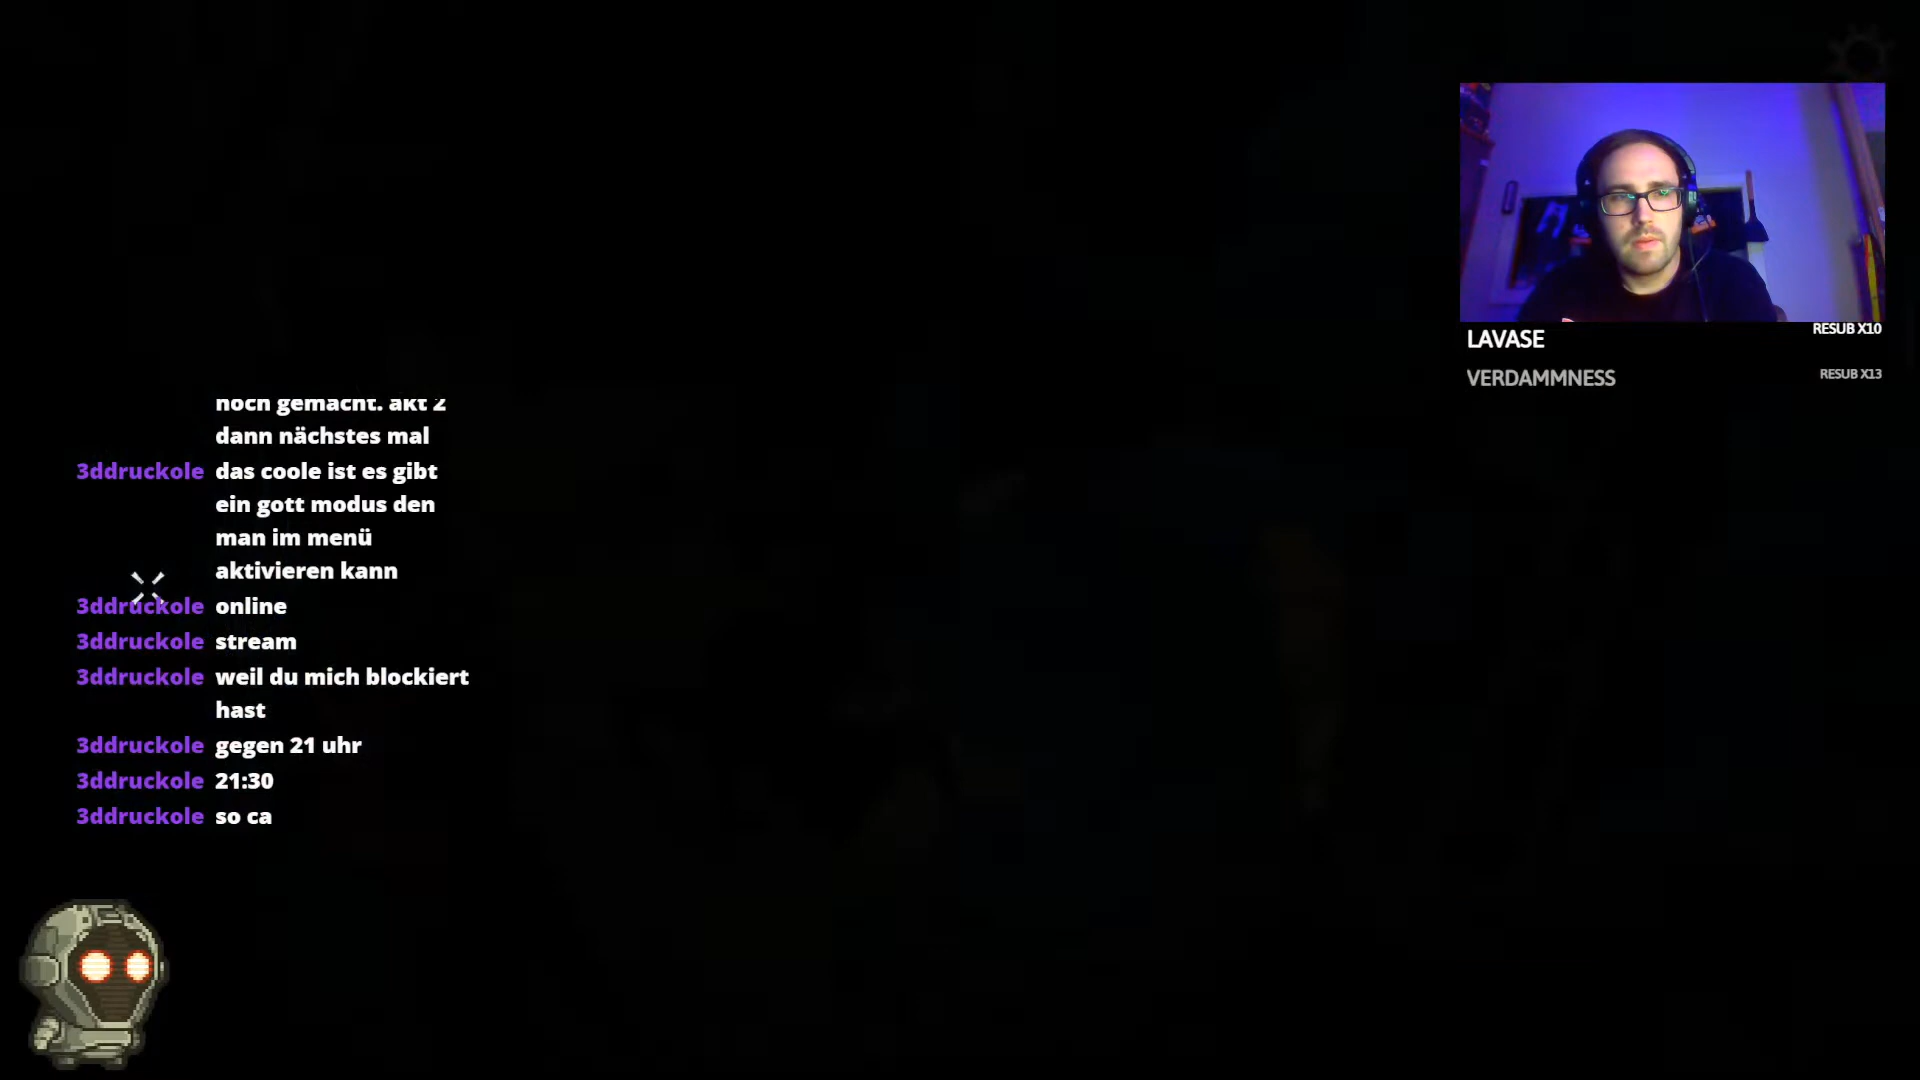 RESUB X10
LAVASE
VERDAMMNESS
RESUB X13
noch gemacht. akt 2
dann nächstes mal
3ddruckole das coole ist es gibt
ein gott modus den
man im menü
aktivieren kann
3ddruckole online
3ddruckole stream
3ddruckole weil du mich blockiert
hast
3ddruckole gegen 21 uhr
3ddruckole 21:30
3ddruckole so ca